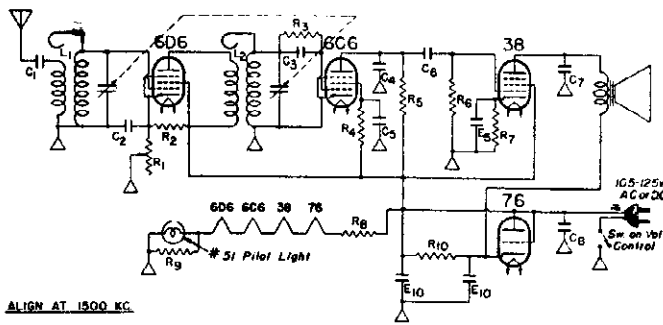 6D6
6C6
38
76
L1
L2
R3
C3
C1
C2
R2
R1
C4
C5
R4
R5
C6
R6
E5
R7
C7
105-125v
AC or DC
Sw. on Vol.
Control
6D6 6C6 38 76
R8
R9
# 51 Pilot Light
R10
E10
E10
C8
ALIGN AT 1500 KC.